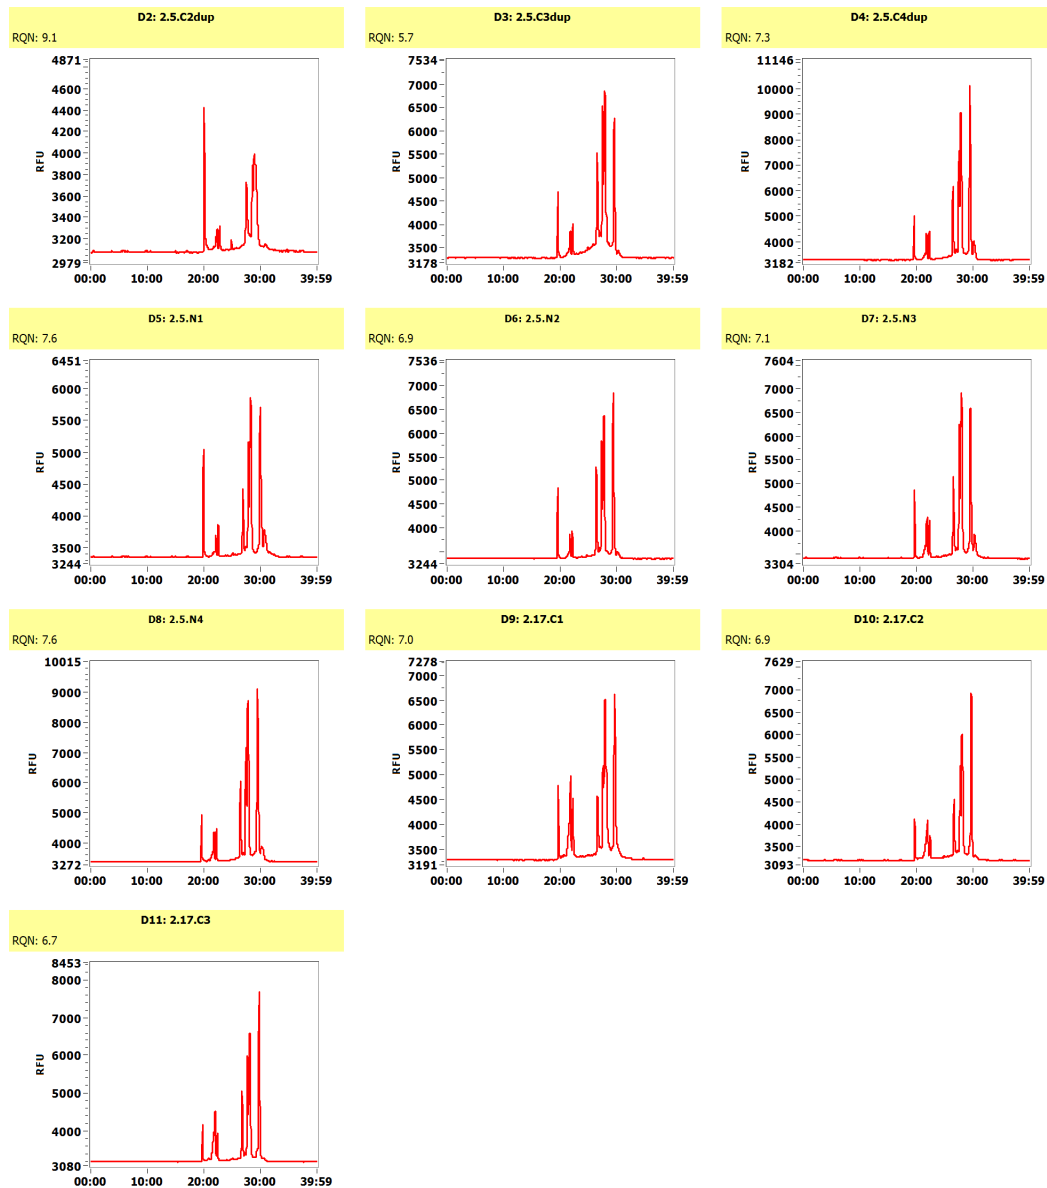 D2: 2.5.C2dup
RQN: 9.1
4871
4600
4400
4200
4000
3800
3600
3400
3200
2979
RFU
00:00 10:00 20:00 30:00 39:59
D3: 2.5.C3dup
RQN: 5.7
7534
7000
6500
6000
5500
5000
4500
4000
3500
3178
RFU
00:00 10:00 20:00 30:00 39:59
D4: 2.5.C4dup
RQN: 7.3
11146
10000
9000
8000
7000
6000
5000
4000
3182
RFU
00:00 10:00 20:00 30:00 39:59
D5: 2.5.N1
RQN: 7.6
6451
6000
5500
5000
4500
4000
3500
3244
RFU
00:00 10:00 20:00 30:00 39:59
D6: 2.5.N2
RQN: 6.9
7536
7000
6500
6000
5500
5000
4500
4000
3244
RFU
00:00 10:00 20:00 30:00 39:59
D7: 2.5.N3
RQN: 7.1
7604
7000
6500
6000
5500
5000
4500
4000
3304
RFU
00:00 10:00 20:00 30:00 39:59
D8: 2.5.N4
RQN: 7.6
10015
9000
8000
7000
6000
5000
4000
3272
RFU
00:00 10:00 20:00 30:00 39:59
D9: 2.17.C1
RQN: 7.0
7278
6500
6000
5500
5000
4500
4000
3500
3191
RFU
00:00 10:00 20:00 30:00 39:59
D10: 2.17.C2
RQN: 6.9
7629
7000
6500
6000
5500
5000
4500
4000
3500
3093
RFU
00:00 10:00 20:00 30:00 39:59
D11: 2.17.C3
RQN: 6.7
8453
8000
7000
6000
5000
4000
3080
RFU
00:00 10:00 20:00 30:00 39:59